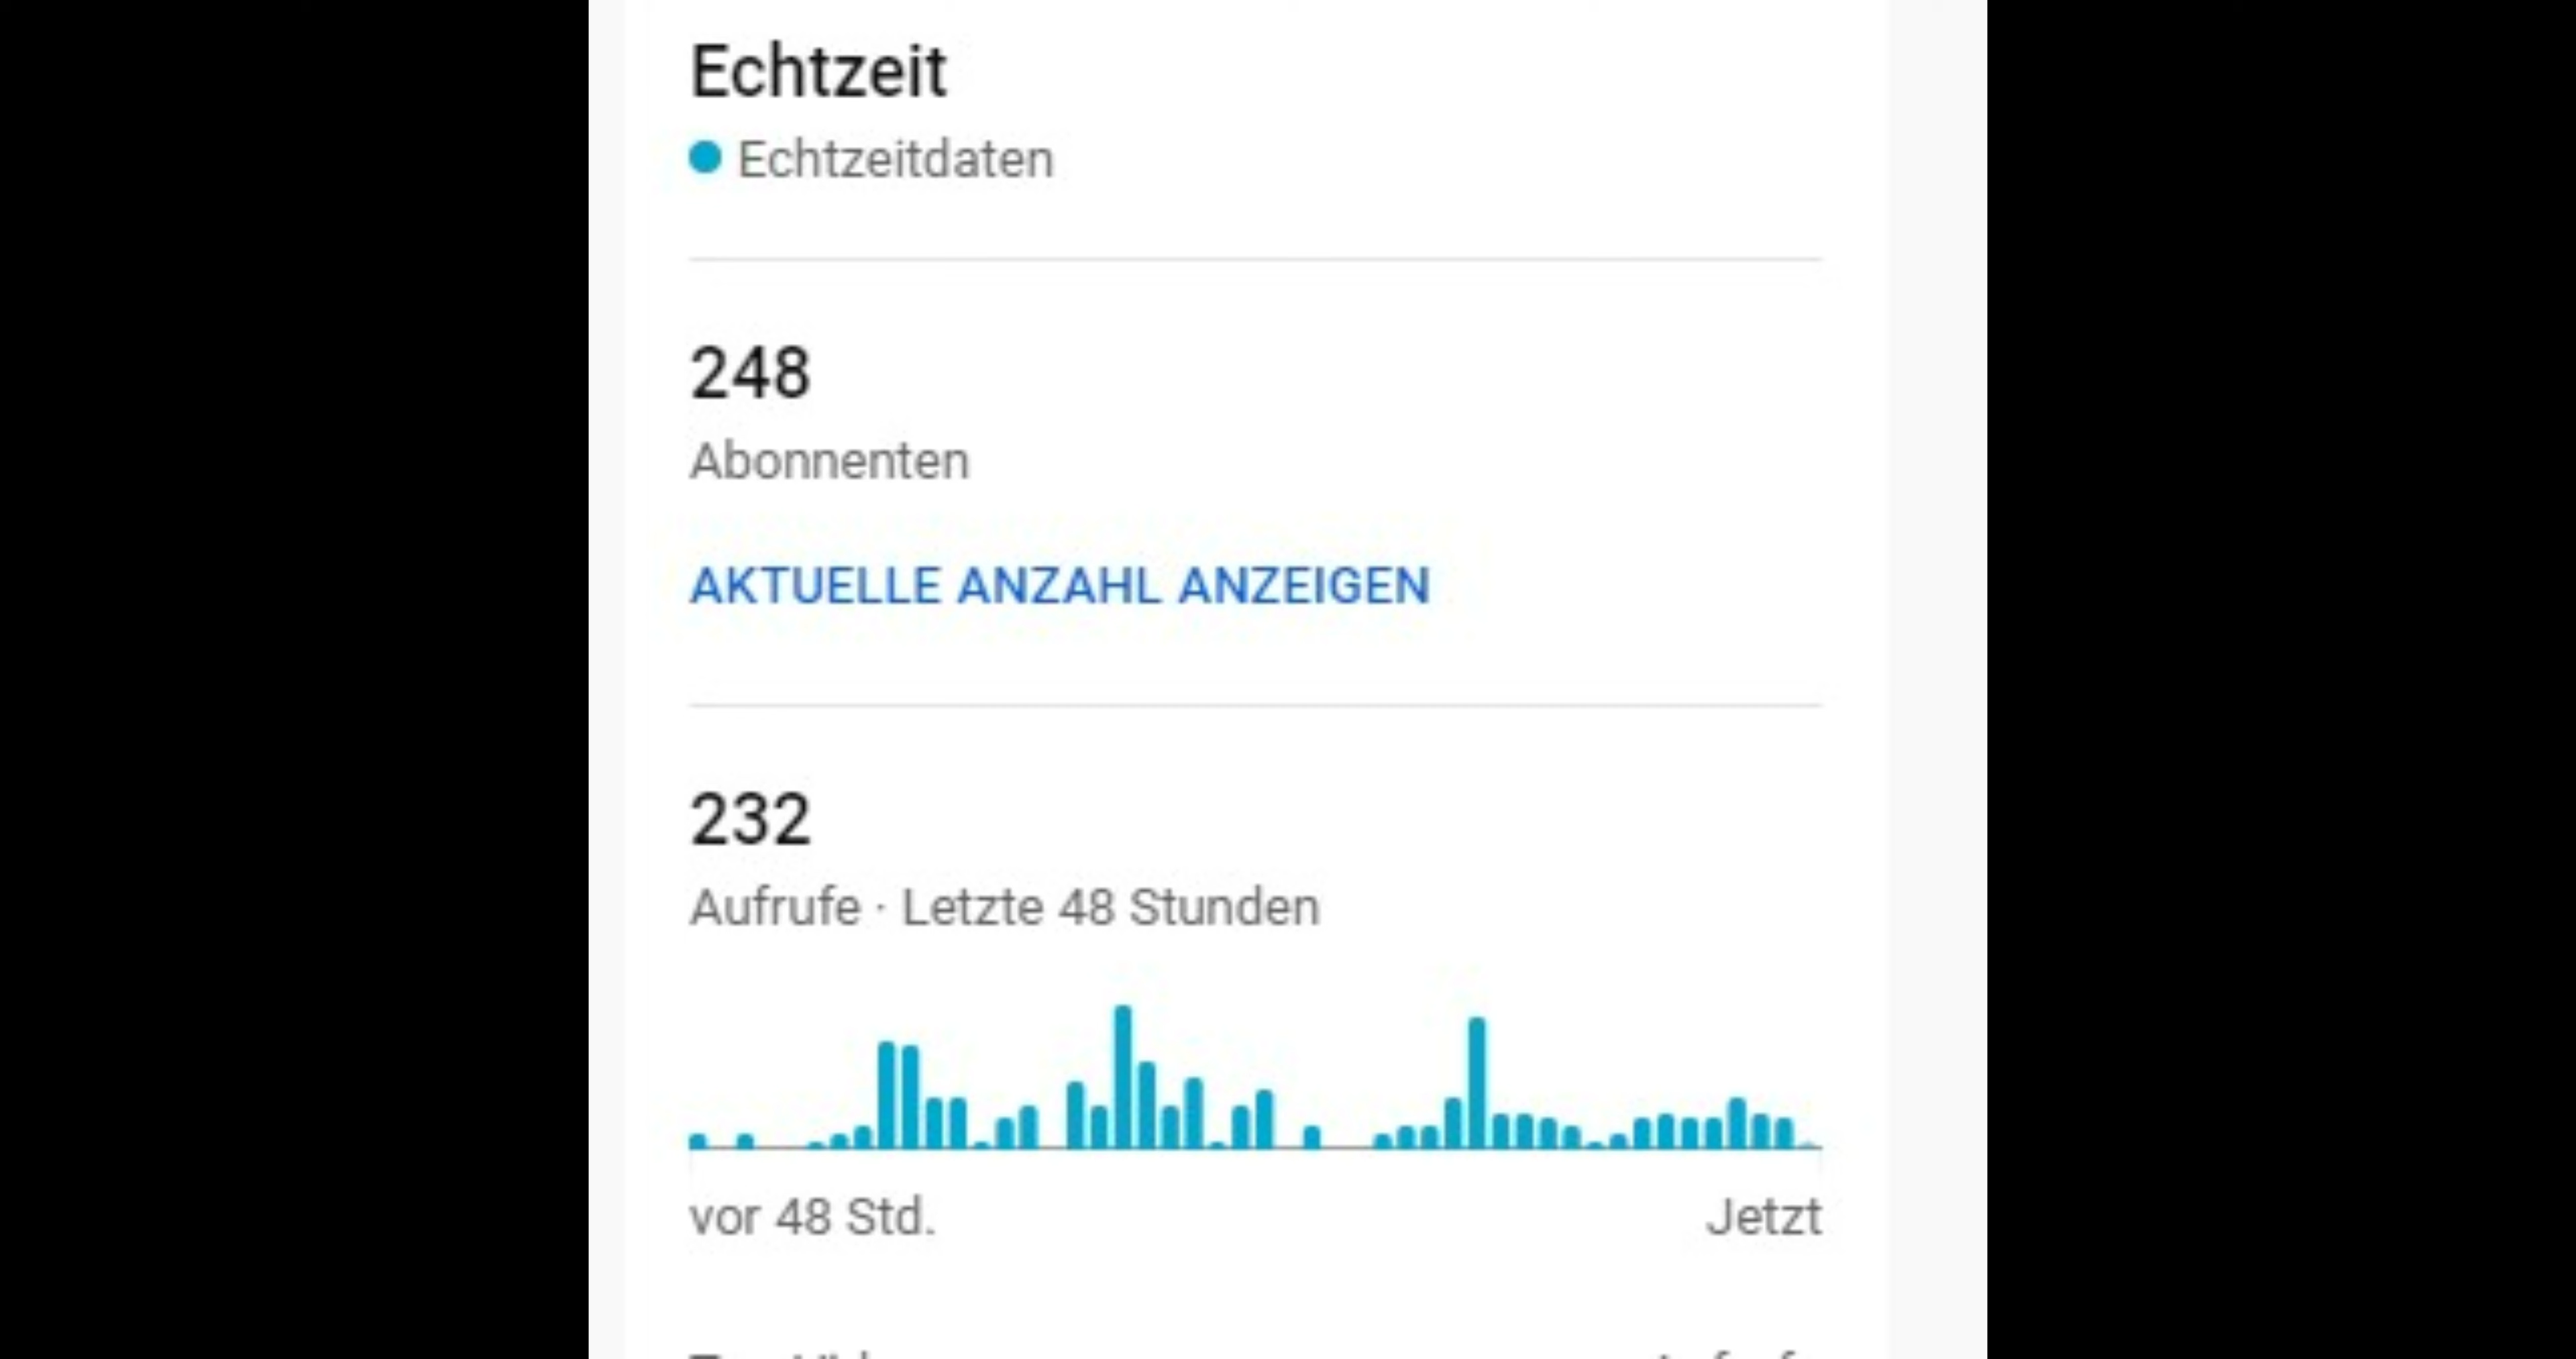 Echtzeit
Echtzeitdaten
248
Abonnenten
AKTUELLE ANZAHL ANZEIGEN
232
Aufrufe · Letzte 48 Stunden
vor 48 Std.
Jetzt